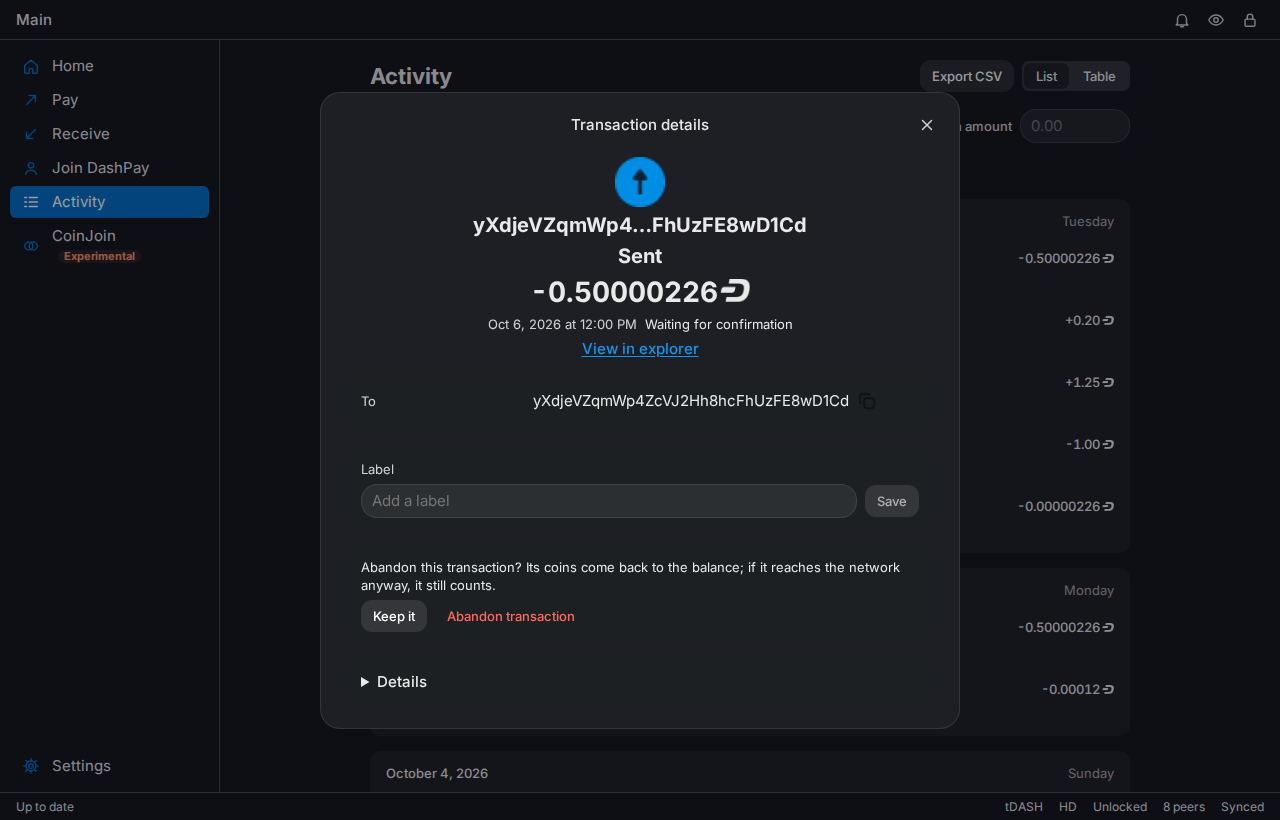 Main
Home
Pay
Receive
Join DashPay
Activity
CoinJoin
Experimental
Settings
Activity
Export CSV
List
Table
amount
0.00
Tuesday
-0.50000226
+0.20
+1.25
-1.00
-0.00000226
Monday
-0.50000226
-0.00012
October 4, 2026
Sunday
Transaction details
yXdjeVZqmWp4...FhUzFE8wD1Cd
Sent
-0.50000226
Oct 6, 2026 at 12:00 PM Waiting for confirmation
View in explorer
To
yXdjeVZqmWp4ZcVJ2Hh8hcFhUzFE8wD1Cd
Label
Add a label
Save
Abandon this transaction? Its coins come back to the balance; if it reaches the network
anyway, it still counts.
Keep it
Abandon transaction
Details
Up to date
tDASH
HD
Unlocked
8 peers
Synced